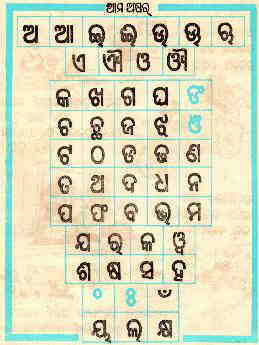 ଆମ ଅକ୍ଷର
ଅ ଆ ଇ ଈ ଉ ଊ ଋ
ଏ ଐ ଓ ଔ
କ ଖ ଗ ଘ ଙ
ଚ ଛ ଜ ଝ ଞ
ଟ ଠ ଡ ଢ ଣ
ତ ଥ ଦ ଧ ନ
ପ ଫ ବ ଭ ମ
ଯ ର ଳ ୱ
ଶ ଷ ସ ହ
ଂ ଃ ଁ
ୟ ଲ କ୍ଷ